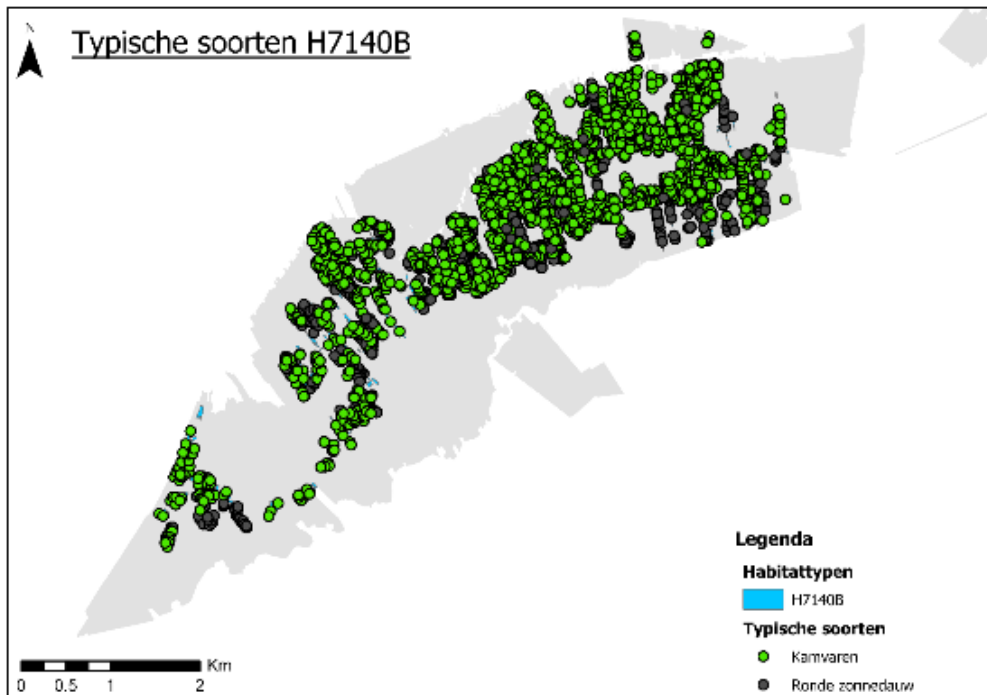 N
Typische soorten H7140B
Legenda
Habitattypen
H7140B
Typische soorten
Kamvaren
Ronde zonnedauw
Km
0 0.5 1 2